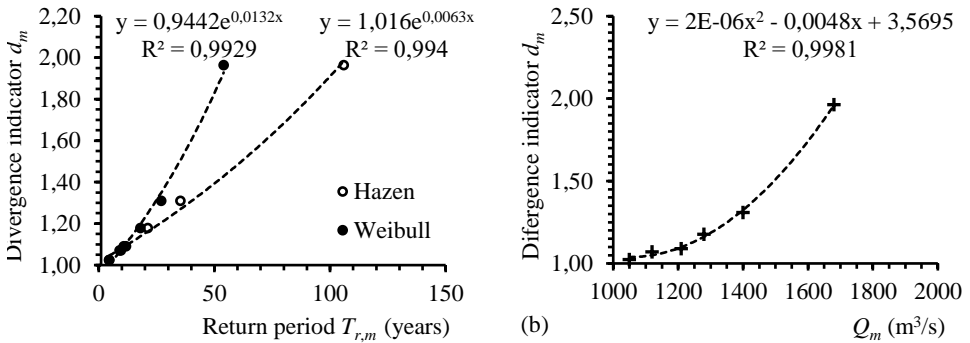 y = 0,9442e^0,0132x
R² = 0,9929
y = 1,016e^0,0063x
R² = 0,994
Divergence indicator d_m
2,20
2,00
1,80
1,60
1,40
1,20
1,00
Hazen
Weibull
0 50 100 150
Return period T_r,m (years)
(b)
y = 2E-06x² - 0,0048x + 3,5695
R² = 0,9981
Difergence indicator d_m
2,50
2,00
1,50
1,00
1000 1200 1400 1600 1800 2000
Q_m (m³/s)